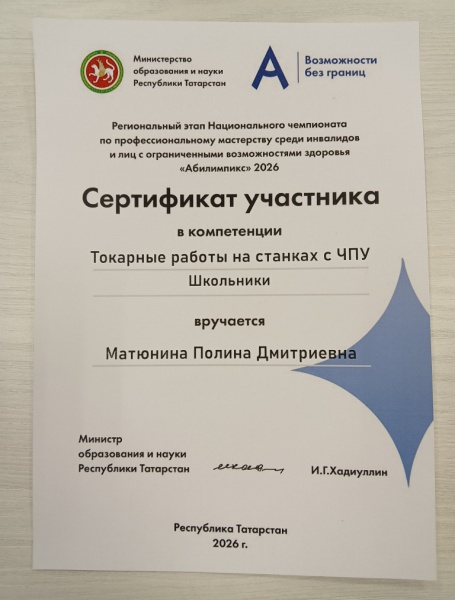 Министерство
образования и науки
Республики Татарстан
Возможности
без границ
Региональный этап Национального чемпионата
по профессиональному мастерству среди инвалидов
и лиц с ограниченными возможностями здоровья
«Абилимпикс» 2026
Сертификат участника
в компетенции
Токарные работы на станках с ЧПУ
Школьники
вручается
Матюнина Полина Дмитриевна
Министр
образования и науки
Республики Татарстан
И.Г.Хадиуллин
Республика Татарстан
2026 г.